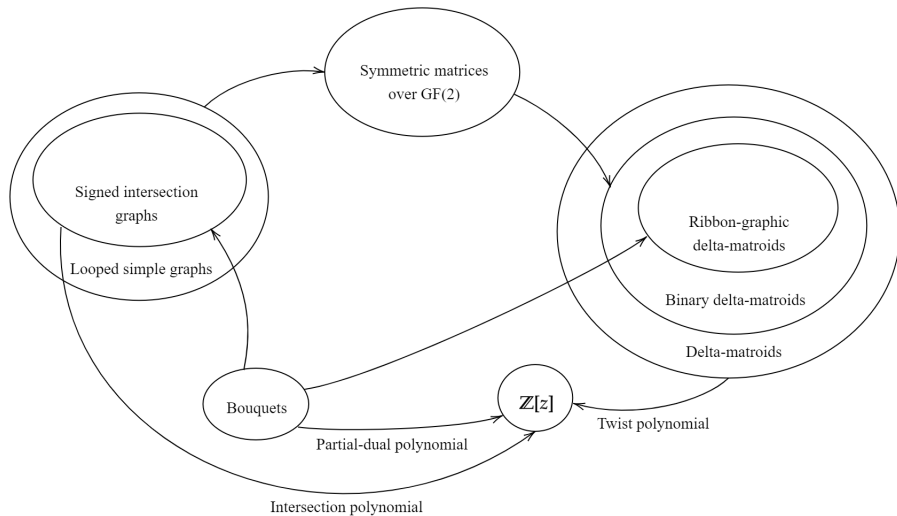 Symmetric matrices
over GF(2)
Signed intersection
graphs
Looped simple graphs
Ribbon-graphic
delta-matroids
Binary delta-matroids
Delta-matroids
Bouquets
ℤ[z]
Twist polynomial
Partial-dual polynomial
Intersection polynomial